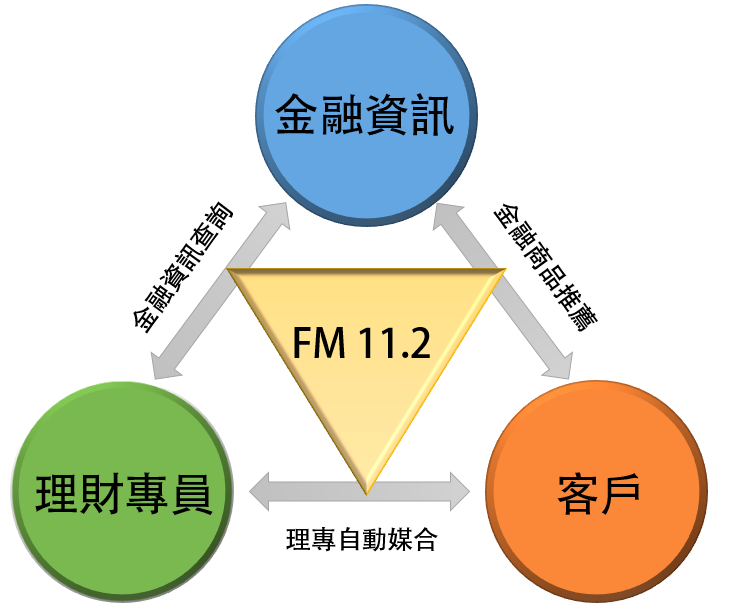 金融資訊
金融資訊查詢
金融商品推薦
FM 11.2
理財專員
客戶
理專自動媒合